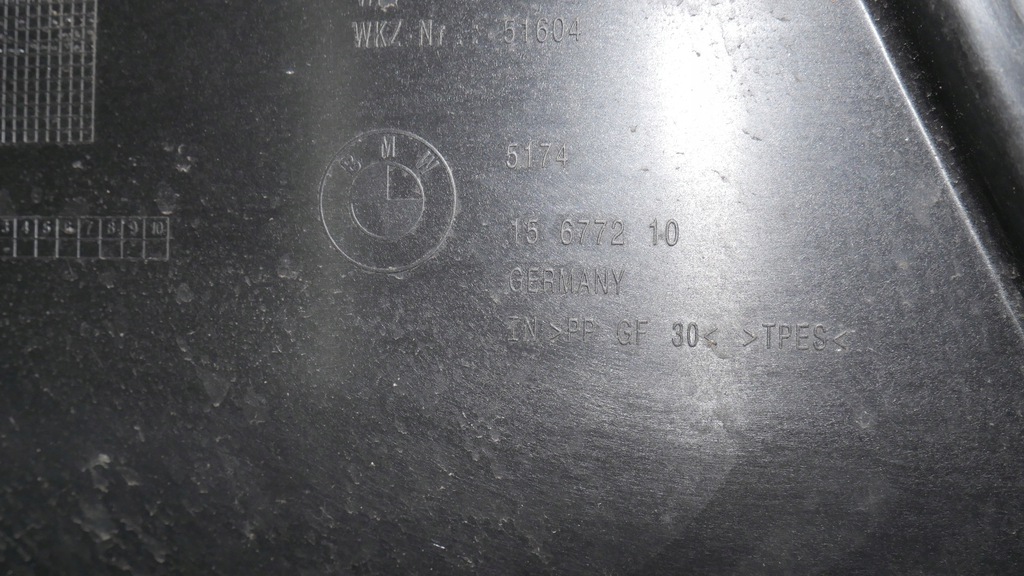 WKZ Nr. : 51604
BMW
5174
3 4 5 6 7 8 9 10
15 6772 10
GERMANY
IN >PP GF 30< >TPES<